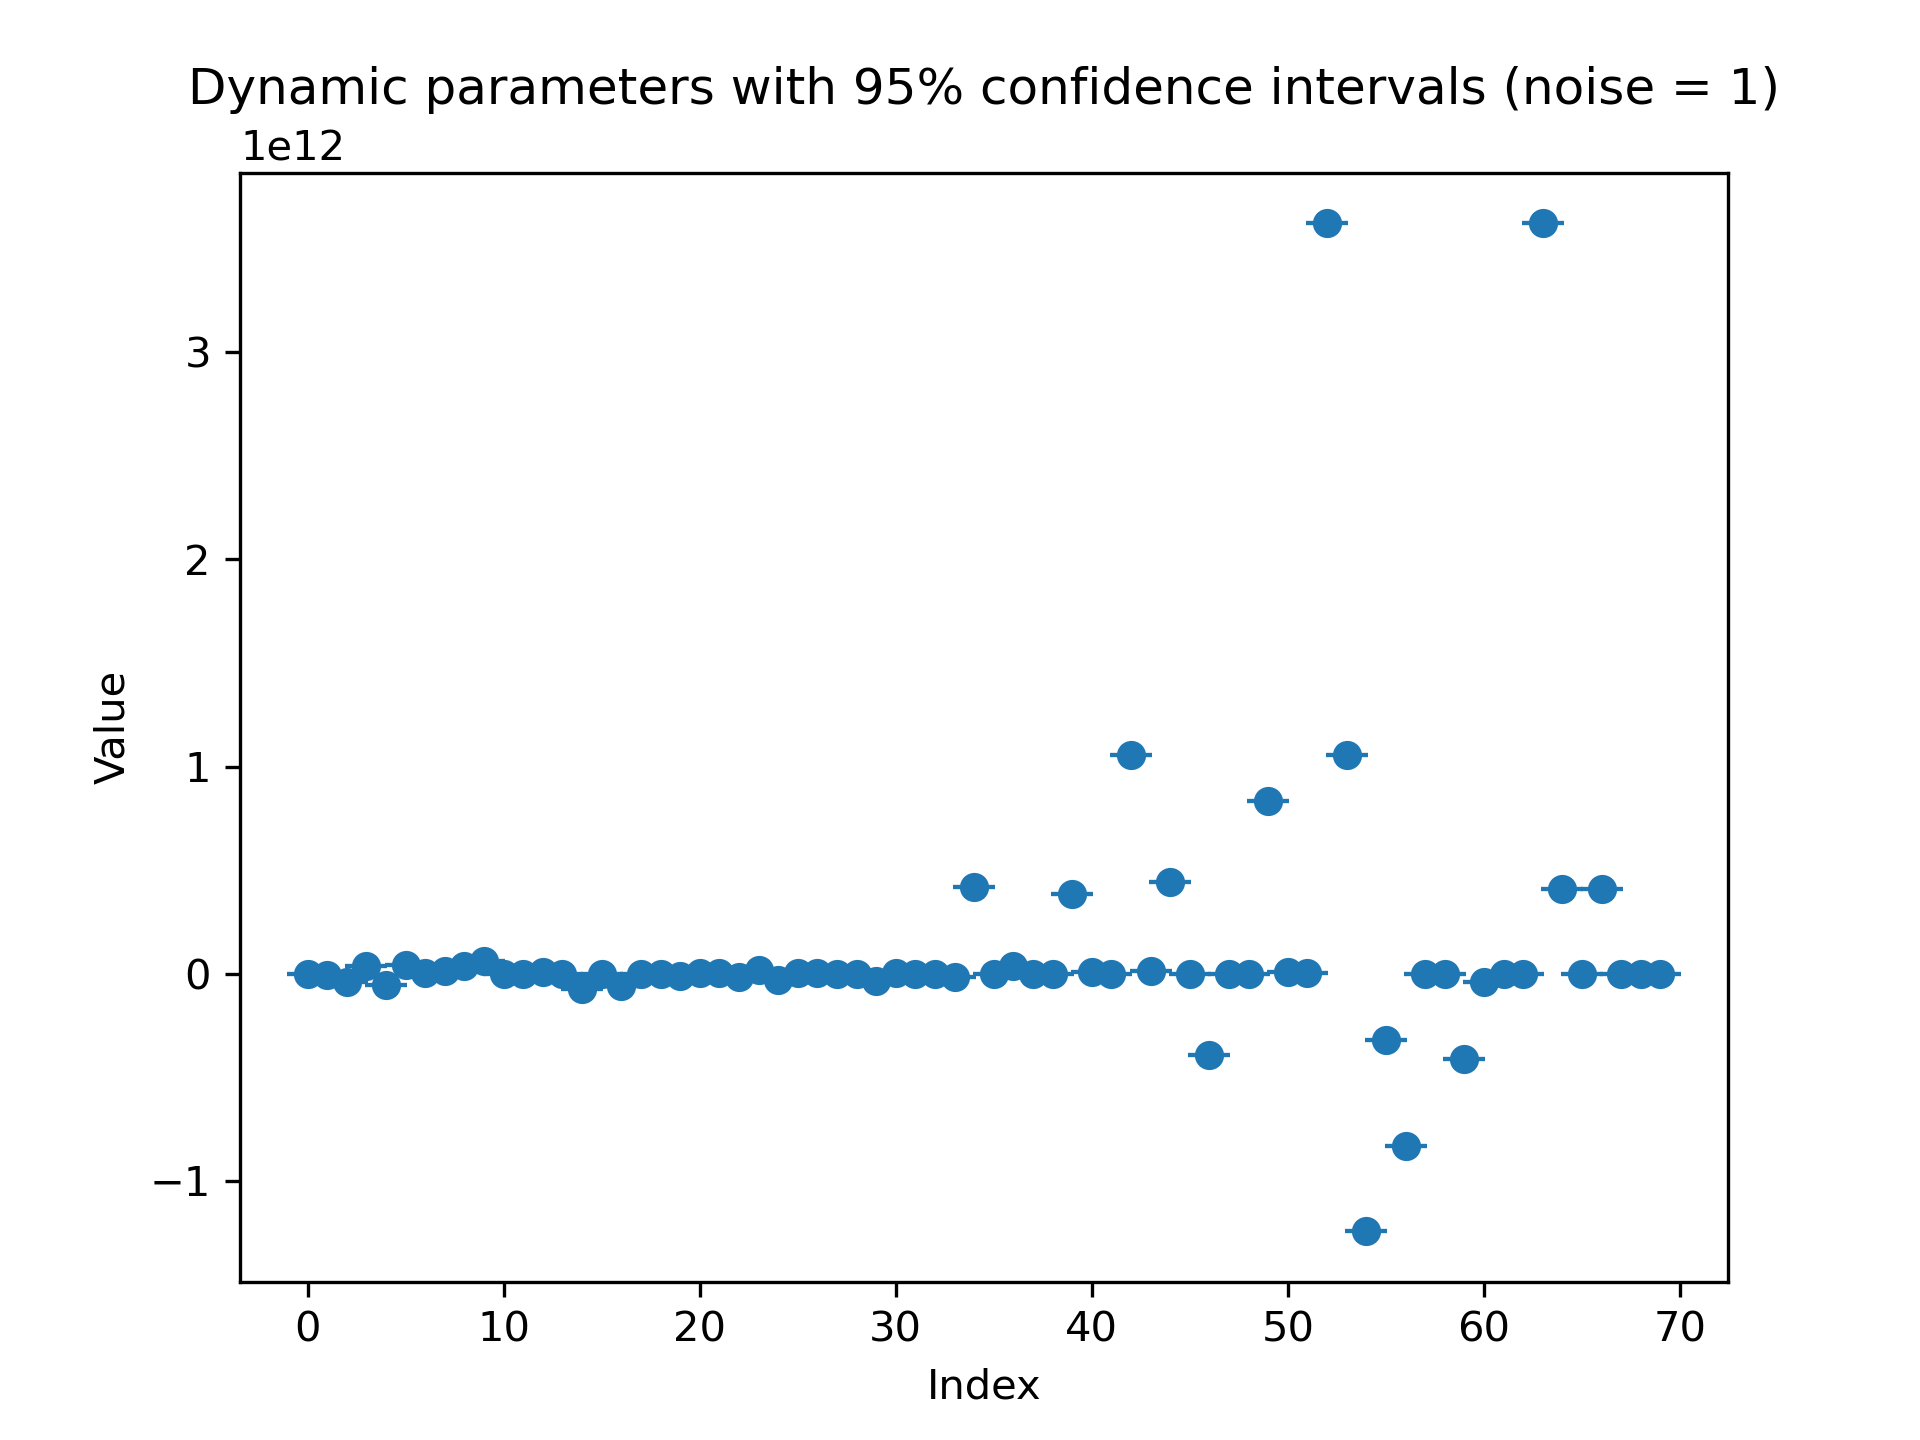 Dynamic parameters with 95% confidence intervals (noise = 1)
1e12
3
2
1
0
−1
Value
0 10 20 30 40 50 60 70
Index